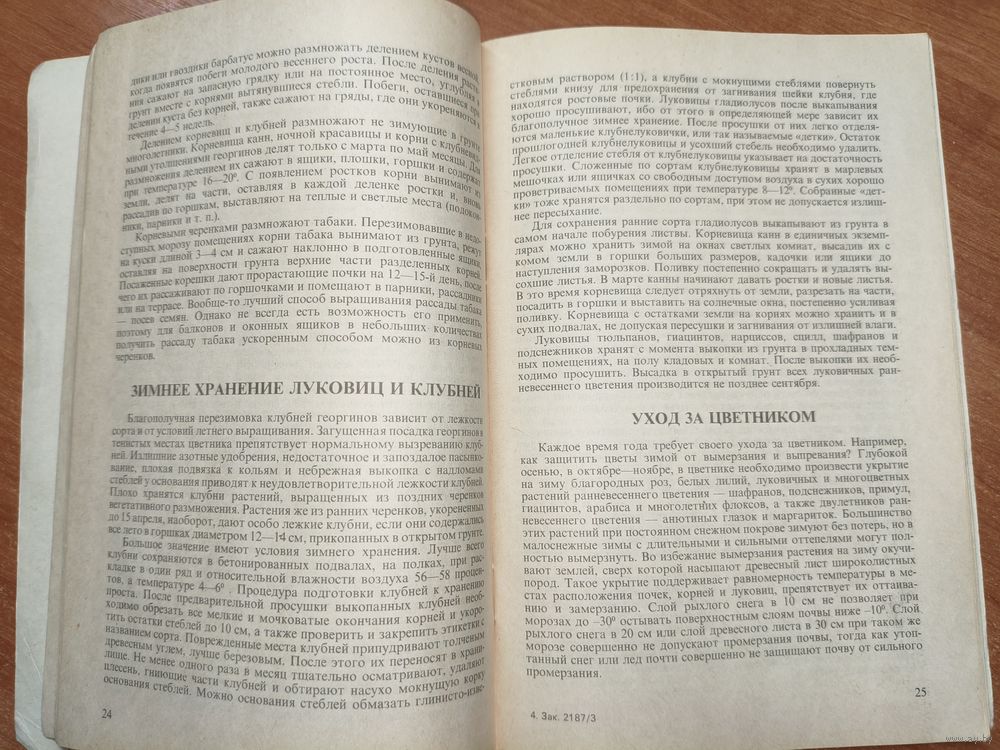 лики или гвоздики барбатус можно размножать делением кустов весной,
когда появятся побеги молодого весеннего роста. После деления расте-
ния сажают на запасную грядку или на постоянное место, углубляя в
грунт вместе с корнями вытянувшиеся стебли. Побеги, оставшиеся при
делении куста без корней, также сажают на гряды, где они укореняются в
течение 4—5 недель.
Делением корневищ и клубней размножают не зимующие в грунте
многолетники. Корневища канн, ночной красавицы и корни с клубневид-
ными утолщениями георгинов делят только с марта по май месяцы. Для
размножения делением их сажают в ящики, плошки, горшки и содержат
при температуре 16—20°. С появлением ростков корни вынимают из
земли, делят на части, оставляя в каждой деленке ростки и, вновь
рассадив по горшкам, выставляют на теплые и светлые места (подокон-
ники, парники и т. п.).
Корневыми черенками размножают табаки. Перезимовавшие в недо-
ступных морозу помещениях корни табака вынимают из грунта, режут
на куски длиной 3—4 см и сажают наклонно в подготовленные ящики,
оставляя на поверхности грунта верхние части разделенных корней.
Посаженные корешки дают прорастающие почки на 12—15-й день, после
чего их рассаживают по горшочкам и помещают в парники, рассадники
или на террасе. Вообще-то лучший способ выращивания рассады табака
— посев семян. Однако не всегда есть возможность его применить,
поэтому для балконов и оконных ящиков в небольших количествах
получить рассаду табака ускоренным способом можно из корневых
черенков.
ЗИМНЕЕ ХРАНЕНИЕ ЛУКОВИЦ И КЛУБНЕЙ
Благополучная перезимовка клубней георгинов зависит от лежкости
сорта и от условий летнего выращивания. Загущенная посадка георгинов в
тенистых местах цветника препятствует нормальному вызреванию клуб-
ней. Излишние азотные удобрения, недостаточное и запоздалое пасынко-
вание, плохая подвязка к кольям и небрежная выкопка с надломами
стеблей у основания приводят к неудовлетворительной лежкости клубней.
Плохо хранятся клубни растений, выращенных из поздних черенков
вегетативного размножения. Растения же из ранних черенков, укорененных
до 15 апреля, наоборот, дают особо лежкие клубни, если они содержались
все лето в горшках диаметром 12—14 см, прикопанных в открытом грунте.
Большое значение имеют условия зимнего хранения. Лучше всего
клубни сохраняются в бетонированных подвалах, на полках, при рас-
кладке в один ряд и относительной влажности воздуха 56—58 процен-
тов, а температуре 4—6°. Процедура подготовки клубней к хранению
проста. После предварительной просушки выкопанных клубней необ-
ходимо обрезать все мелкие и мочковатые окончания корней и укоро-
тить остатки стеблей до 10 см, а также проверить и закрепить этикетки с
названием сорта. Поврежденные места клубней припудривают толченым
древесным углем, лучше березовым. После этого их переносят в храни-
лище. Не менее одного раза в месяц тщательно осматривают, удаляют
плесень, гниющие части клубней и обтирают насухо мокнущую корку
основания стеблей. Можно основания стеблей обмазать глинисто-изве-
24
стковым раствором (1:1), а клубни с мокнущими стеблями повернуть
стеблями книзу для предохранения от загнивания шейки клубня, где
находятся ростовые почки. Луковицы гладиолусов после выкапывания
хорошо просушивают, ибо от этого в определяющей мере зависит их
благополучное зимнее хранение. После просушки от них легко отделя-
ются маленькие клубнелуковички, или так называемые «детки». Остаток
прошлогодней клубнелуковицы и усохший стебель необходимо удалить.
Легкое отделение стебля от клубнелуковицы указывает на достаточность
просушки. Сложенные по сортам клубнелуковицы хранят в марлевых
мешочках или ящичках со свободным доступом воздуха в сухих хорошо
проветриваемых помещениях при температуре 8—12°. Собранные «дет-
ки» тоже хранятся раздельно по сортам, при этом не допускается излиш-
нее пересыхание.
Для сохранения ранние сорта гладиолусов выкапывают из грунта в
самом начале побурения листвы. Корневища канн в единичных экземп-
лярах можно хранить зимой на окнах светлых комнат, высадив их с
комом земли в горшки больших размеров, кадочки или ящики до
наступления заморозков. Поливку постепенно сокращать и удалять вы-
сохшие листья. В марте канны начинают давать ростки и новые листья.
В это время корневища следует отряхнуть от земли, разрезать на части,
посадить в горшки и выставить на солнечные окна, постепенно усиливая
поливку. Корневища с остатками земли на корнях можно хранить и в
сухих подвалах, не допуская пересушки и загнивания от излишней влаги.
Луковицы тюльпанов, гиацинтов, нарциссов, сцилл, шафранов и
подснежников хранят с момента выкопки из грунта в прохладных тем-
ных помещениях, на полу кладовых и комнат. После выкопки их необ-
ходимо просушить. Высадка в открытый грунт всех луковичных ран-
невесеннего цветения производится не позднее сентября.
УХОД ЗА ЦВЕТНИКОМ
Каждое время года требует своего ухода за цветником. Например,
как защитить цветы зимой от вымерзания и выпревания? Глубокой
осенью, в октябре—ноябре, в цветнике необходимо произвести укрытие
на зиму благородных роз, белых лилий, луковичных и многоцветных
растений ранневесеннего цветения — шафранов, подснежников, примул,
гиацинтов, арабиса и многолетних флоксов, а также двулетников ран-
невесеннего цветения — анютиных глазок и маргариток. Большинство
этих растений при постоянном снежном покрове зимуют без потерь, но в
малоснежные зимы с длительными и сильными оттепелями могут пол-
ностью вымерзнуть. Во избежание вымерзания растения на зиму окучи-
вают землей, сверх которой насыпают древесный лист широколистных
пород. Такое укрытие поддерживает равномерность температуры в ме-
стах расположения почек, корней и луковиц, препятствует их оттаива-
нию и замерзанию. Слой рыхлого снега в 10 см не позволяет при
морозах до —30° остывать поверхностным слоям почвы ниже —10°. Слой
рыхлого снега в 20 см или слой древесного листа в 30 см при таком же
морозе совершенно не допускают промерзания почвы, тогда как утоп-
танный снег или лед почти совершенно не защищают почву от сильного
промерзания.
25
4. Зак. 2187/3
www.ay.by